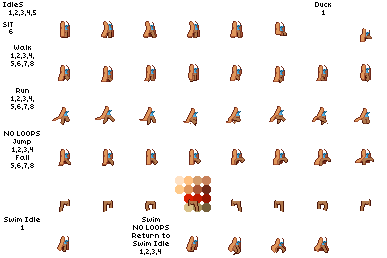 IdleS
1,2,3,4,5
Duck
1
SIT
6
Walk
1,2,3,4,
5,6,7,8
Run
1,2,3,4,
5,6,7,8
NO LOOPS
Jump
1,2,3,4
Fall
5,6,7,8
Swim Idle
1
Swim
NO LOOPS
Return to
Swim Idle
1,2,3,4